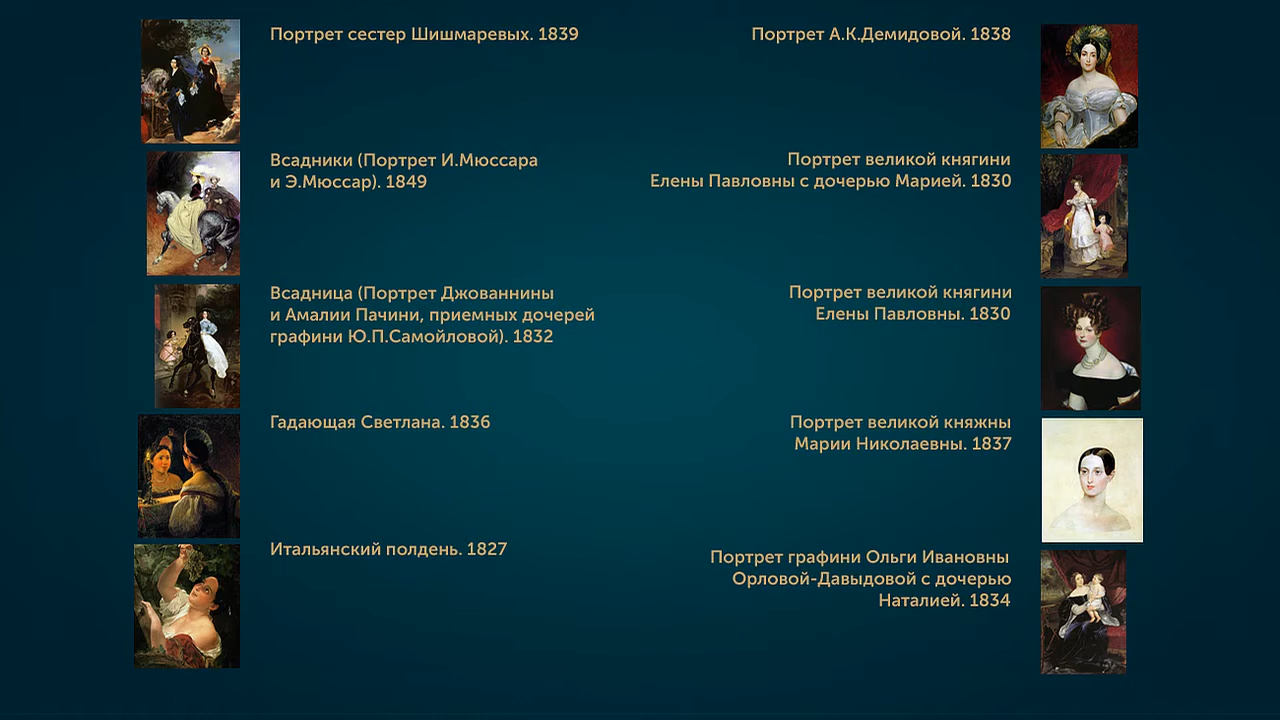 Портрет сестер Шишмаревых. 1839
Всадники (Портрет И.Мюссара
и Э.Мюссар). 1849
Всадница (Портрет Джованнины
и Амалии Пачини, приемных дочерей
графини Ю.П.Самойловой). 1832
Гадающая Светлана. 1836
Итальянский полдень. 1827
Портрет А.К.Демидовой. 1838
Портрет великой княгини
Елены Павловны с дочерью Марией. 1830
Портрет великой княгини
Елены Павловны. 1830
Портрет великой княжны
Марии Николаевны. 1837
Портрет графини Ольги Ивановны
Орловой-Давыдовой с дочерью
Наталией. 1834